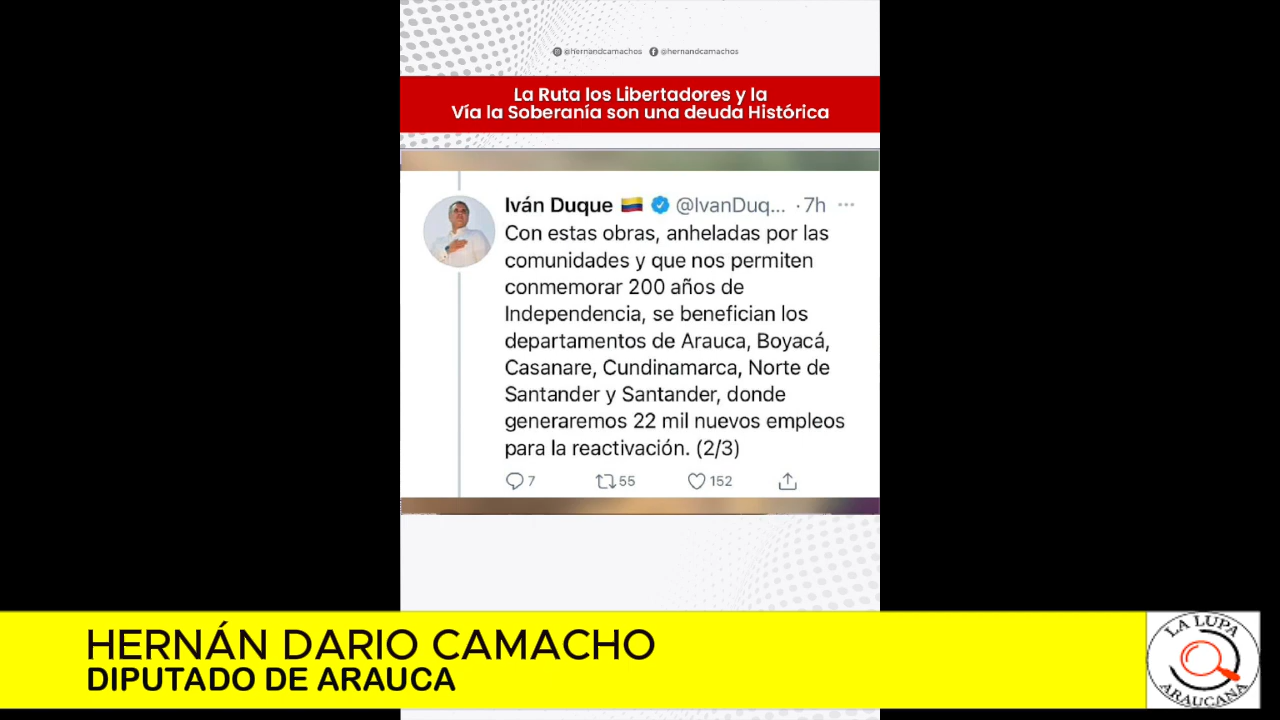 @hernandcamachos @hernandcamachos
La Ruta los Libertadores y la
Vía la Soberanía son una deuda Histórica
Iván Duque @IvanDuq... · 7h ...
Con estas obras, anheladas por las
comunidades y que nos permiten
conmemorar 200 años de
Independencia, se benefician los
departamentos de Arauca, Boyacá,
Casanare, Cundinamarca, Norte de
Santander y Santander, donde
generaremos 22 mil nuevos empleos
para la reactivación. (2/3)
7 55 152
HERNÁN DARIO CAMACHO
DIPUTADO DE ARAUCA
LA LUPA
ARAUCANA